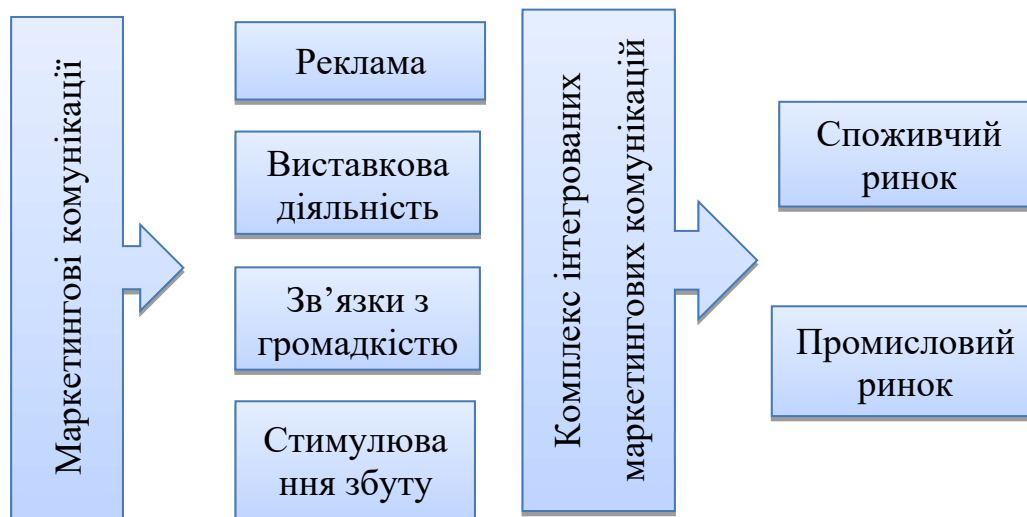 Маркетингові комунікації
Реклама
Виставкова
діяльність
Зв’язки з
громадкістю
Стимулюва
ння збуту
Комплекс інтегрованих
маркетингових комунікацій
Споживчий
ринок
Промисловий
ринок